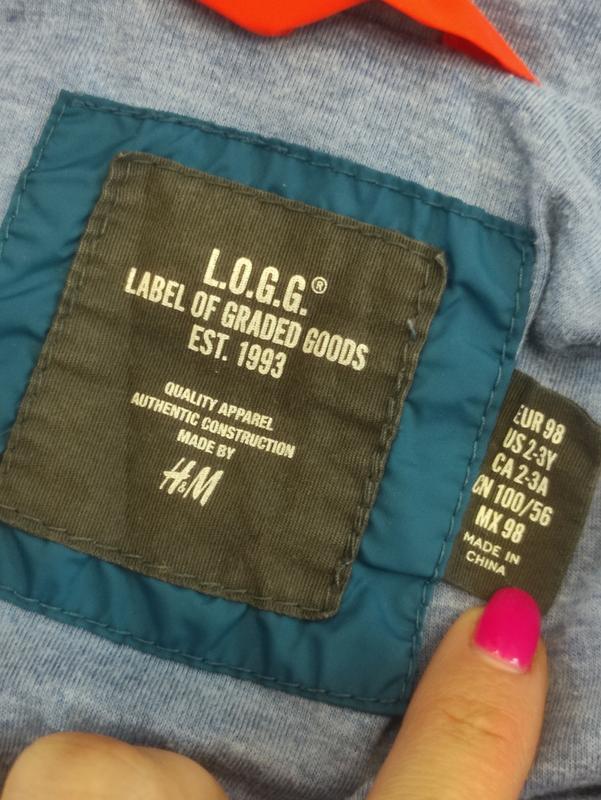 L.O.G.G.®
LABEL OF GRADED GOODS
EST. 1993
QUALITY APPAREL
AUTHENTIC CONSTRUCTION
MADE BY
H&M
EUR 98
US 2-3Y
CA 2-3A
CN 100/56
MX 98
MADE IN
CHINA